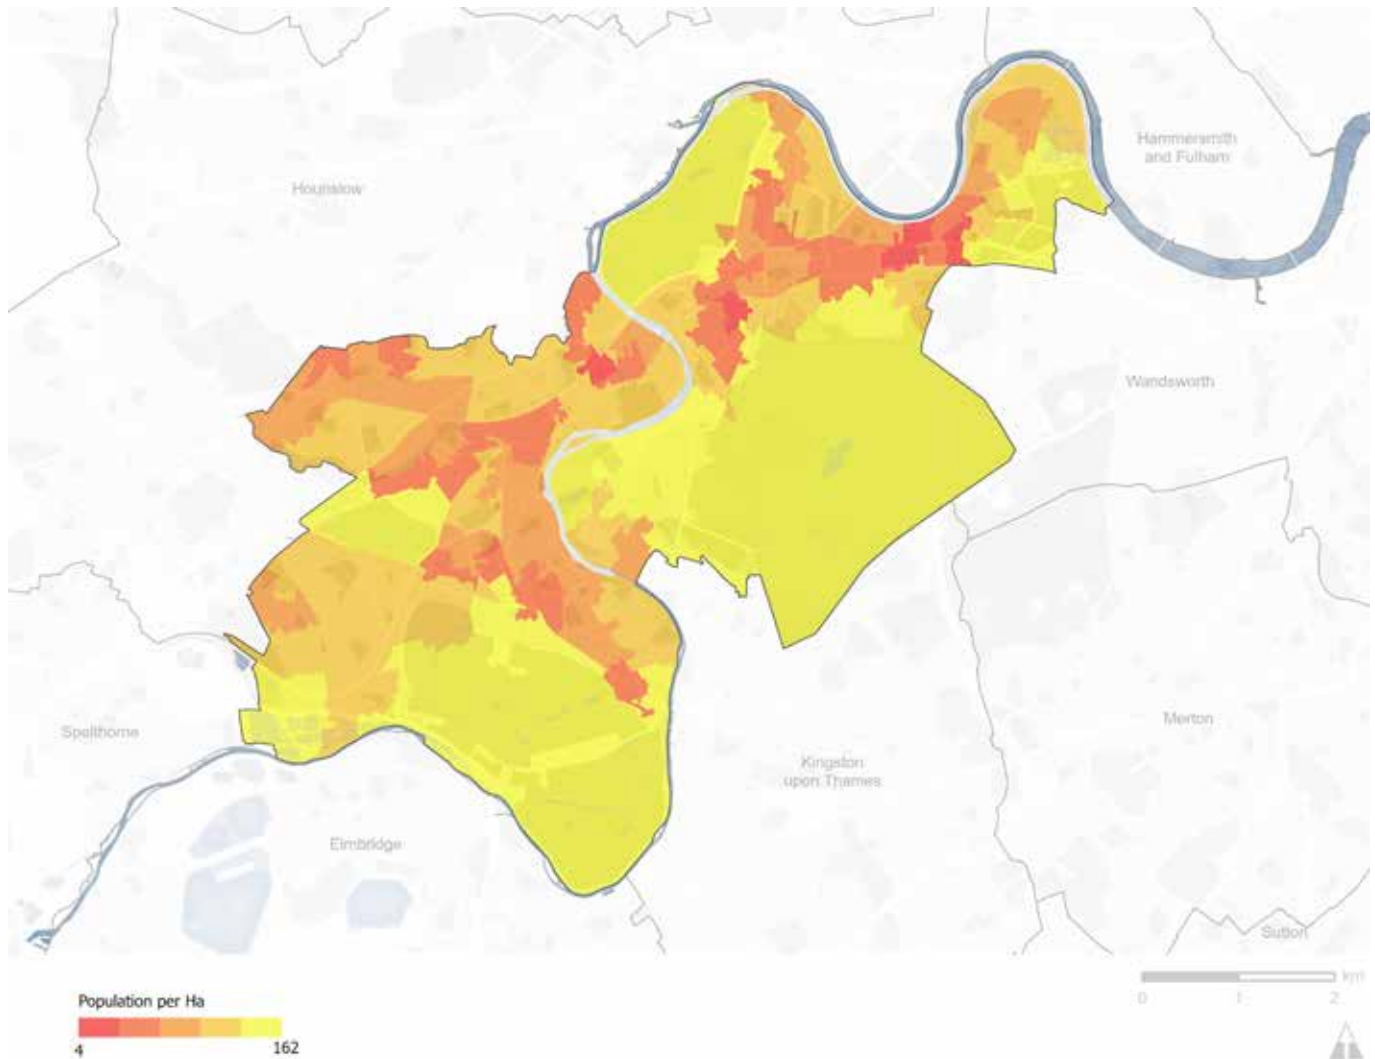 Hammersmith
and Fulham
Hounslow
Wandsworth
Spelthorne
Merton
Kingston
upon Thames
Elmbridge
Sutton
Population per Ha
4 162
km
0 1 2